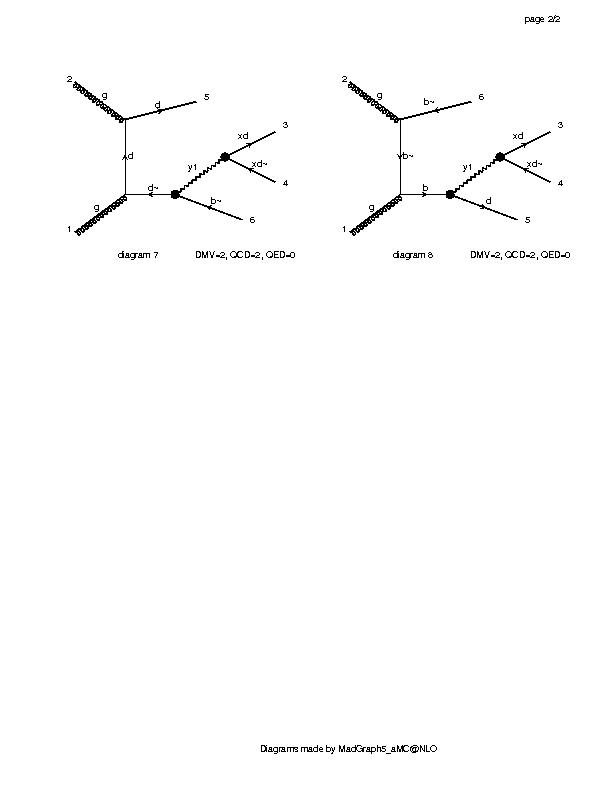 page 2/2
2
g
d
5
d
g
1
d~
y1
xd
3
xd~
4
b~
6
diagram 7
DMV=2, QCD=2, QED=0
2
g
b~
6
b~
g
1
b
y1
xd
3
xd~
4
d
5
diagram 8
DMV=2, QCD=2, QED=0
Diagrams made by MadGraph5_aMC@NLO